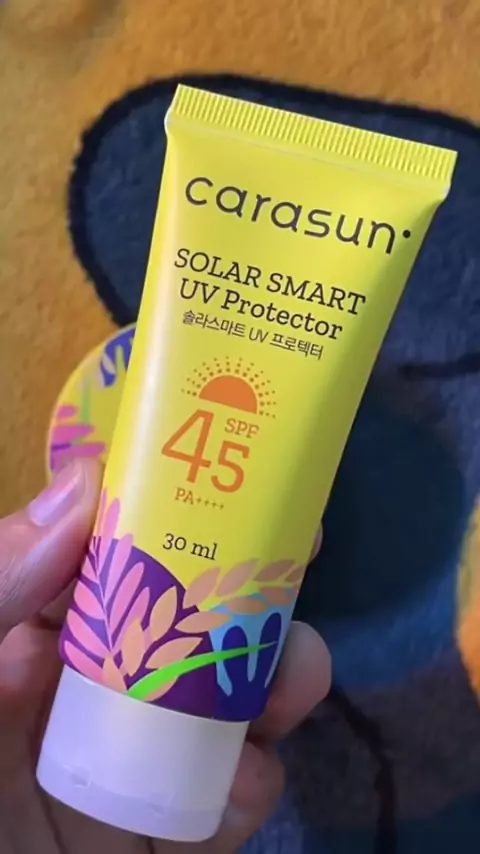 carasun
SOLAR SMART
UV Protector
솔라스마트 UV 프로텍터
45 SPF
PA++++
30 ml